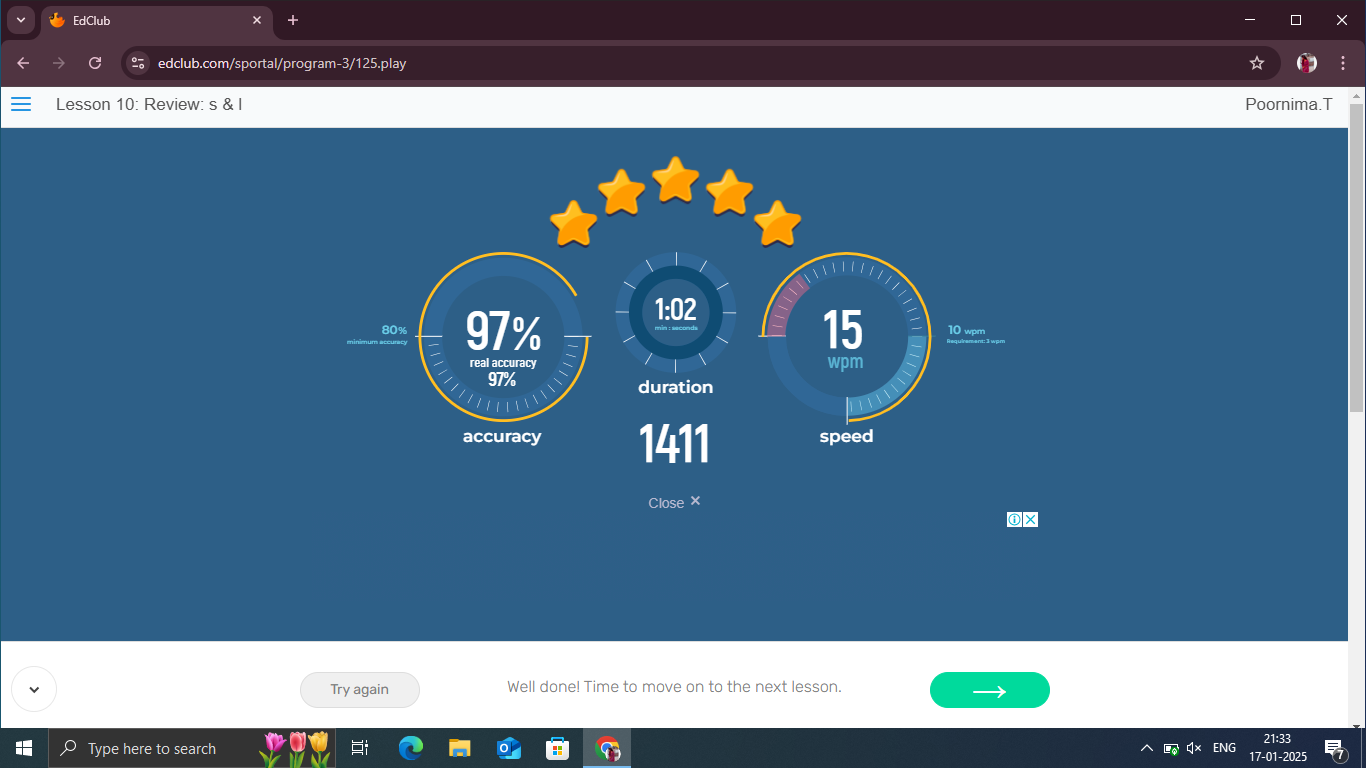 EdClub
edclub.com/sportal/program-3/125.play
Lesson 10: Review: s & l
Poornima.T
80%
minimum accuracy
97%
real accuracy
97%
accuracy
1:02
min : seconds
duration
1411
15
wpm
speed
10 wpm
Requirement: 3 wpm
Close ×
Try again
Well done! Time to move on to the next lesson.
Type here to search
ENG
21:33
17-01-2025
7